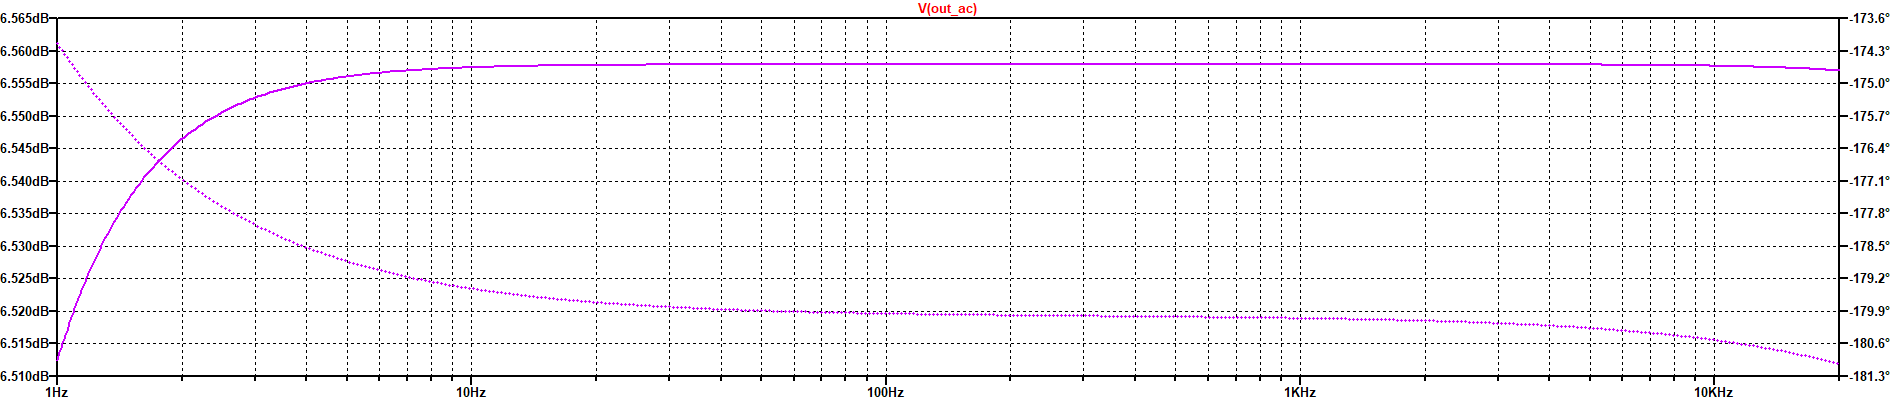 V(out_ac)
6.565dB
6.560dB
6.555dB
6.550dB
6.545dB
6.540dB
6.535dB
6.530dB
6.525dB
6.520dB
6.515dB
6.510dB
-173.6°
-174.3°
-175.0°
-175.7°
-176.4°
-177.1°
-177.8°
-178.5°
-179.2°
-179.9°
-180.6°
-181.3°
1Hz 10Hz 100Hz 1KHz 10KHz